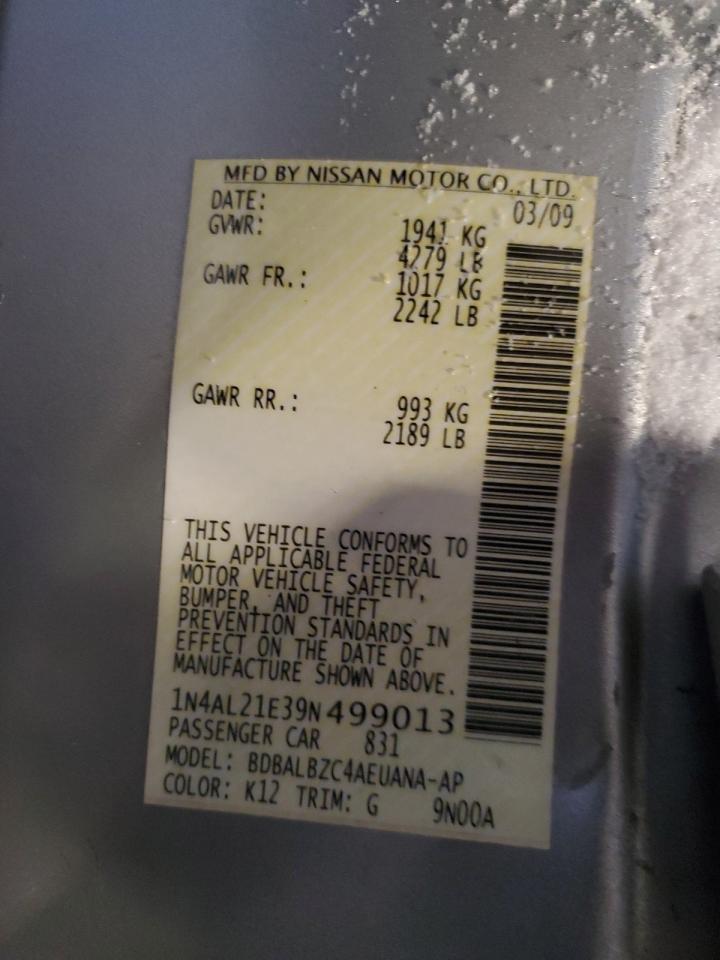 MFD BY NISSAN MOTOR CO., LTD.
DATE: 03/09
GVWR: 1941 KG
4279 LB
GAWR FR.: 1017 KG
2242 LB
GAWR RR.: 993 KG
2189 LB
THIS VEHICLE CONFORMS TO
ALL APPLICABLE FEDERAL
MOTOR VEHICLE SAFETY,
BUMPER, AND THEFT
PREVENTION STANDARDS IN
EFFECT ON THE DATE OF
MANUFACTURE SHOWN ABOVE.
1N4AL21E39N499013
PASSENGER CAR 831
MODEL: BDBALBZC4AEUANA-AP
COLOR: K12 TRIM: G 9N00A